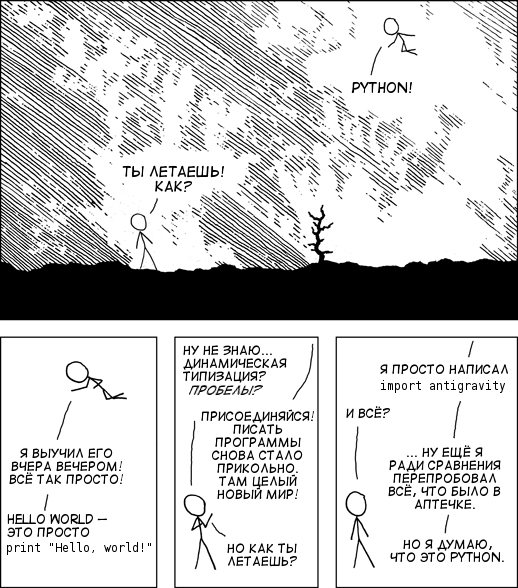 ТЫ ЛЕТАЕШЬ!
КАК?
PYTHON!
Я ВЫУЧИЛ ЕГО
ВЧЕРА ВЕЧЕРОМ!
ВСЁ ТАК ПРОСТО!
HELLO WORLD —
ЭТО ПРОСТО
print "Hello, world!"
НУ НЕ ЗНАЮ...
ДИНАМИЧЕСКАЯ
ТИПИЗАЦИЯ?
ПРОБЕЛЫ?
ПРИСОЕДИНЯЙСЯ!
ПИСАТЬ
ПРОГРАММЫ
СНОВА СТАЛО
ПРИКОЛЬНО.
ТАМ ЦЕЛЫЙ
НОВЫЙ МИР!
НО КАК ТЫ
ЛЕТАЕШЬ?
Я ПРОСТО НАПИСАЛ
import antigravity
И ВСЁ?
... НУ ЕЩЁ Я
РАДИ СРАВНЕНИЯ
ПЕРЕПРОБОВАЛ
ВСЁ, ЧТО БЫЛО В
АПТЕЧКЕ.
НО Я ДУМАЮ,
ЧТО ЭТО PYTHON.